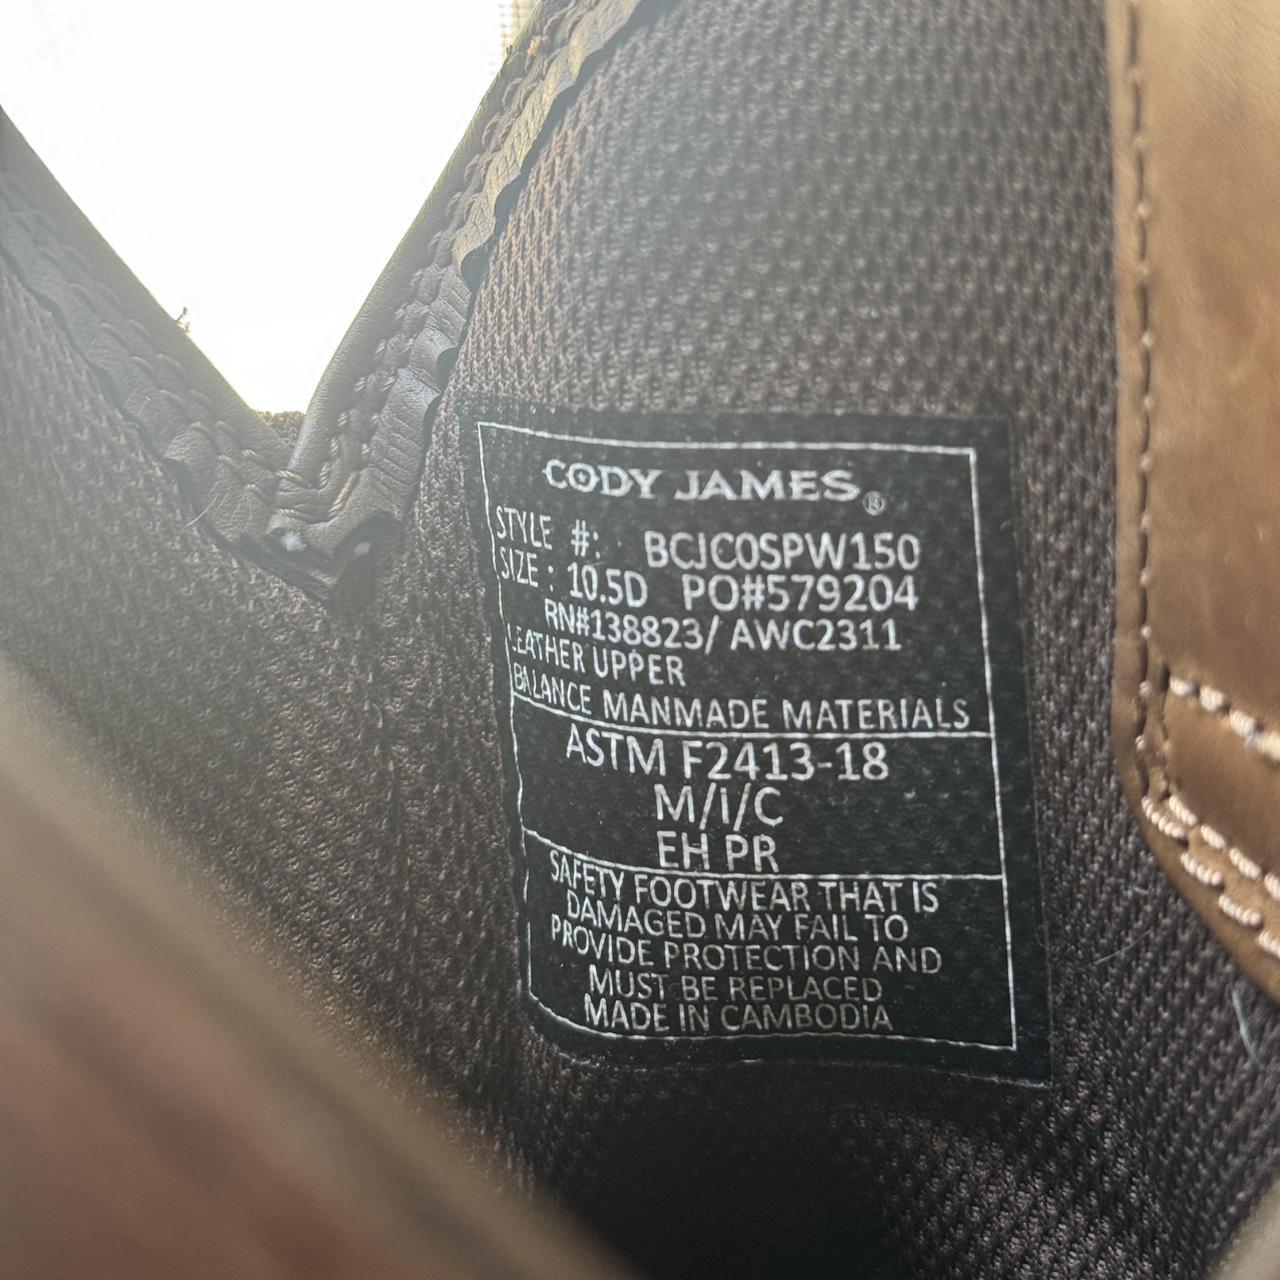 CODY JAMES®
STYLE #: BCJC0SPW150
SIZE: 10.5D PO#579204
RN#138823/ AWC2311
LEATHER UPPER
BALANCE MANMADE MATERIALS
ASTM F2413-18
M/I/C
EH PR
SAFETY FOOTWEAR THAT IS
DAMAGED MAY FAIL TO
PROVIDE PROTECTION AND
MUST BE REPLACED
MADE IN CAMBODIA